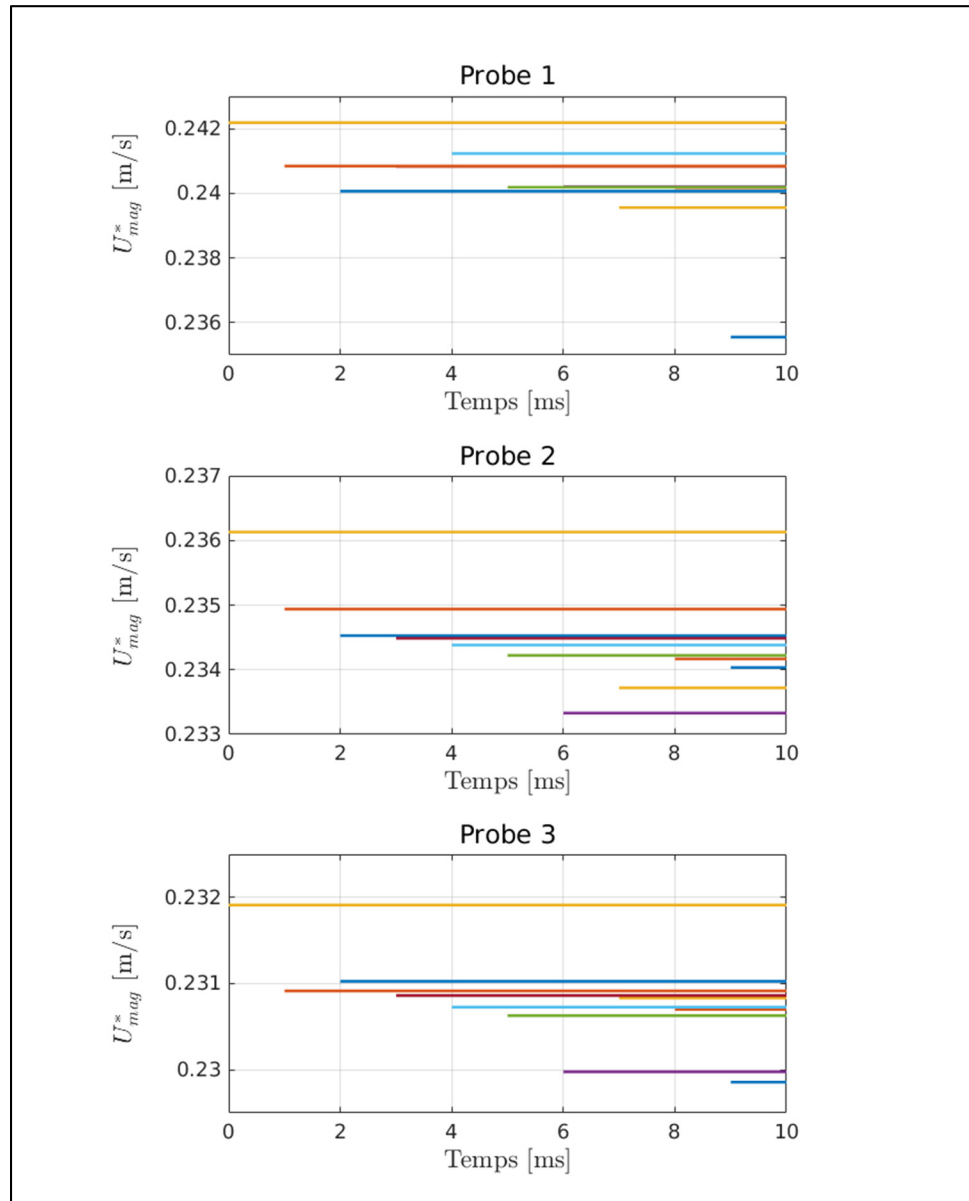 Probe 1
U*mag [m/s]
0.242
0.24
0.238
0.236
0 2 4 6 8 10
Temps [ms]
Probe 2
U*mag [m/s]
0.237
0.236
0.235
0.234
0.233
0 2 4 6 8 10
Temps [ms]
Probe 3
U*mag [m/s]
0.232
0.231
0.23
0 2 4 6 8 10
Temps [ms]